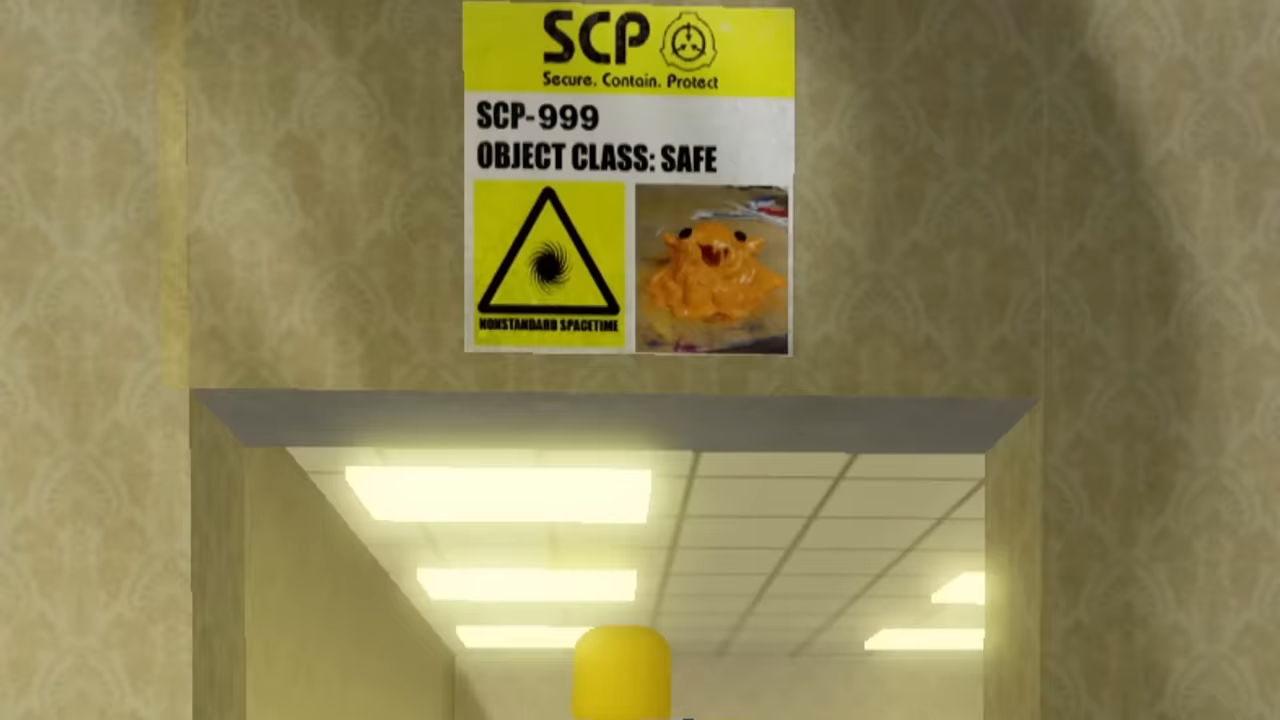 SCP
Secure. Contain. Protect
SCP-999
OBJECT CLASS: SAFE
NONSTANDARD SPACETIME